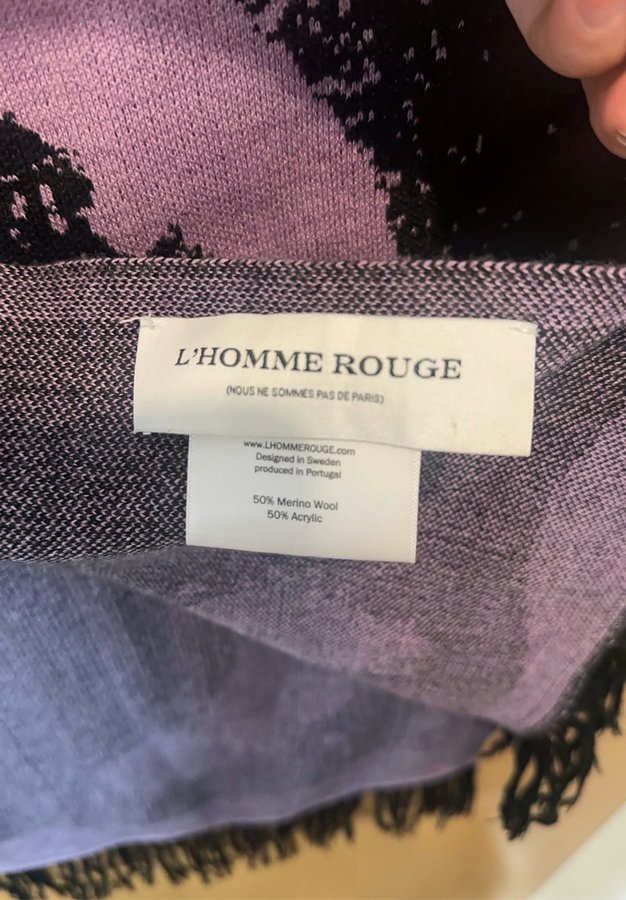 L'HOMME ROUGE
(NOUS NE SOMMES PAS DE PARIS)
www.LHOMMEROUGE.com
Designed in Sweden
produced in Portugal
50% Merino Wool
50% Acrylic